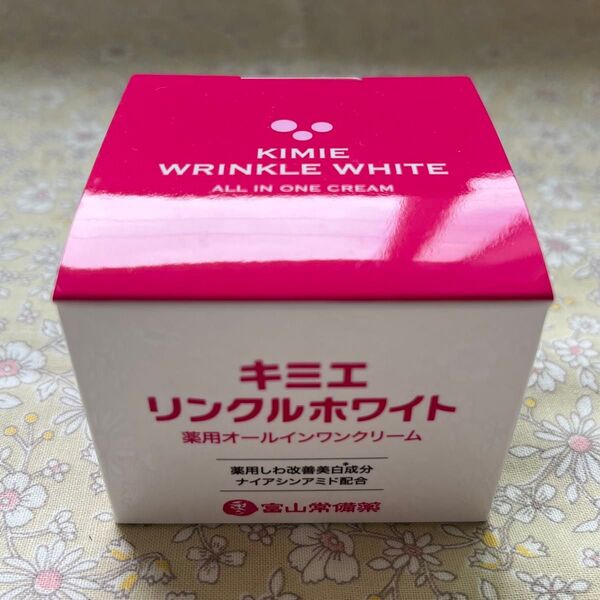 KIMIE
WRINKLE WHITE
ALL IN ONE CREAM
キミエ
リンクルホワイト
薬用オールインワンクリーム
薬用しわ改善美白*成分
ナイアシンアミド配合
富山常備薬